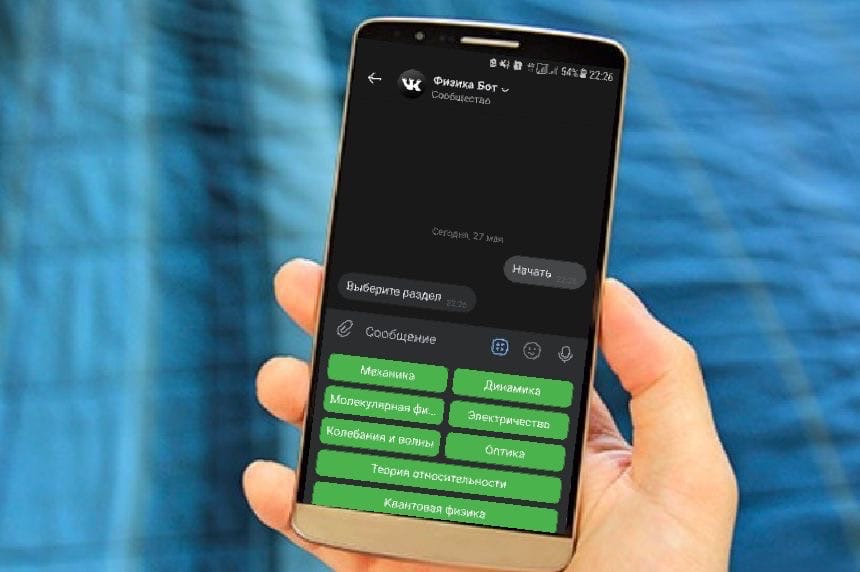 54% 22:26
Физика Бот
Сообщество
Сегодня, 27 мая
Начать 22:26
Выберите раздел 22:26
Сообщение
Механика
Динамика
Молекулярная фи...
Электричество
Колебания и волны
Оптика
Теория относительности
Квантовая физика